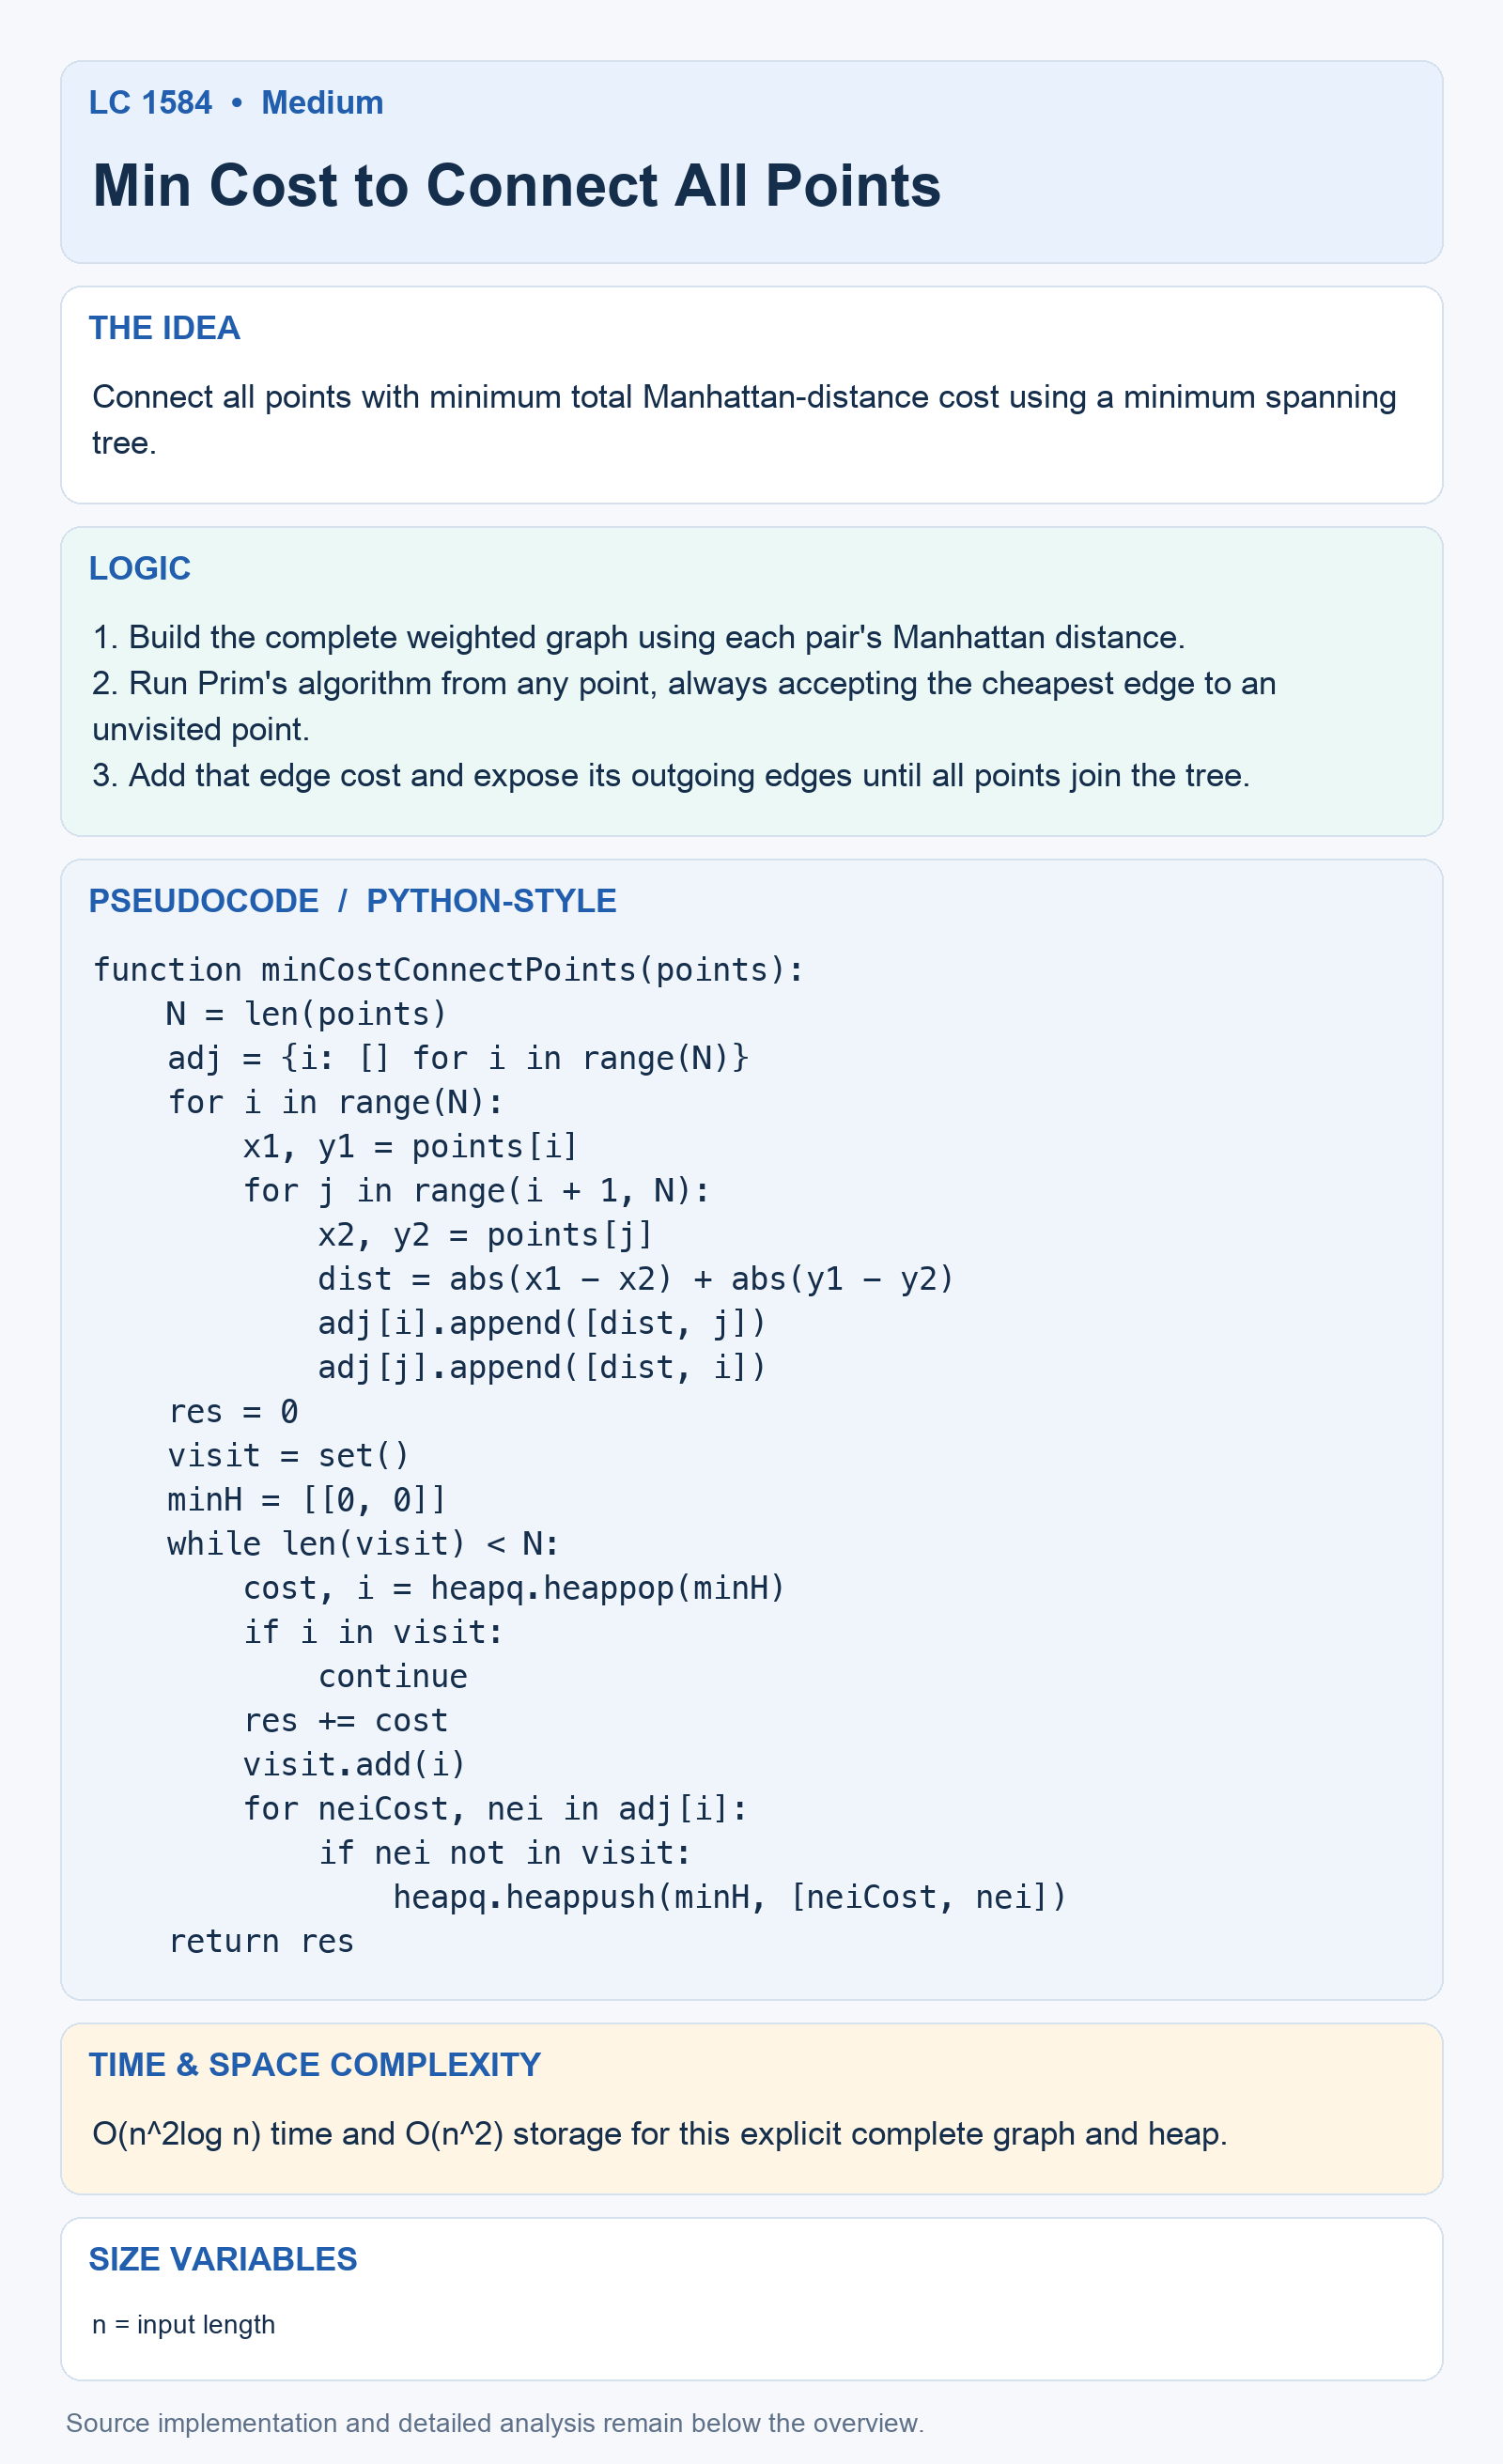 LC 1584 • Medium
Min Cost to Connect All Points
THE IDEA
Connect all points with minimum total Manhattan-distance cost using a minimum spanning
tree.
LOGIC
1. Build the complete weighted graph using each pair's Manhattan distance.
2. Run Prim's algorithm from any point, always accepting the cheapest edge to an
unvisited point.
3. Add that edge cost and expose its outgoing edges until all points join the tree.
PSEUDOCODE / PYTHON-STYLE
function minCostConnectPoints(points):
    N = len(points)
    adj = {i: [] for i in range(N)}
    for i in range(N):
        x1, y1 = points[i]
        for j in range(i + 1, N):
            x2, y2 = points[j]
            dist = abs(x1 − x2) + abs(y1 − y2)
            adj[i].append([dist, j])
            adj[j].append([dist, i])
    res = 0
    visit = set()
    minH = [[0, 0]]
    while len(visit) < N:
        cost, i = heapq.heappop(minH)
        if i in visit:
            continue
        res += cost
        visit.add(i)
        for neiCost, nei in adj[i]:
            if nei not in visit:
                heapq.heappush(minH, [neiCost, nei])
    return res
TIME & SPACE COMPLEXITY
O(n^2log n) time and O(n^2) storage for this explicit complete graph and heap.
SIZE VARIABLES
n = input length
Source implementation and detailed analysis remain below the overview.